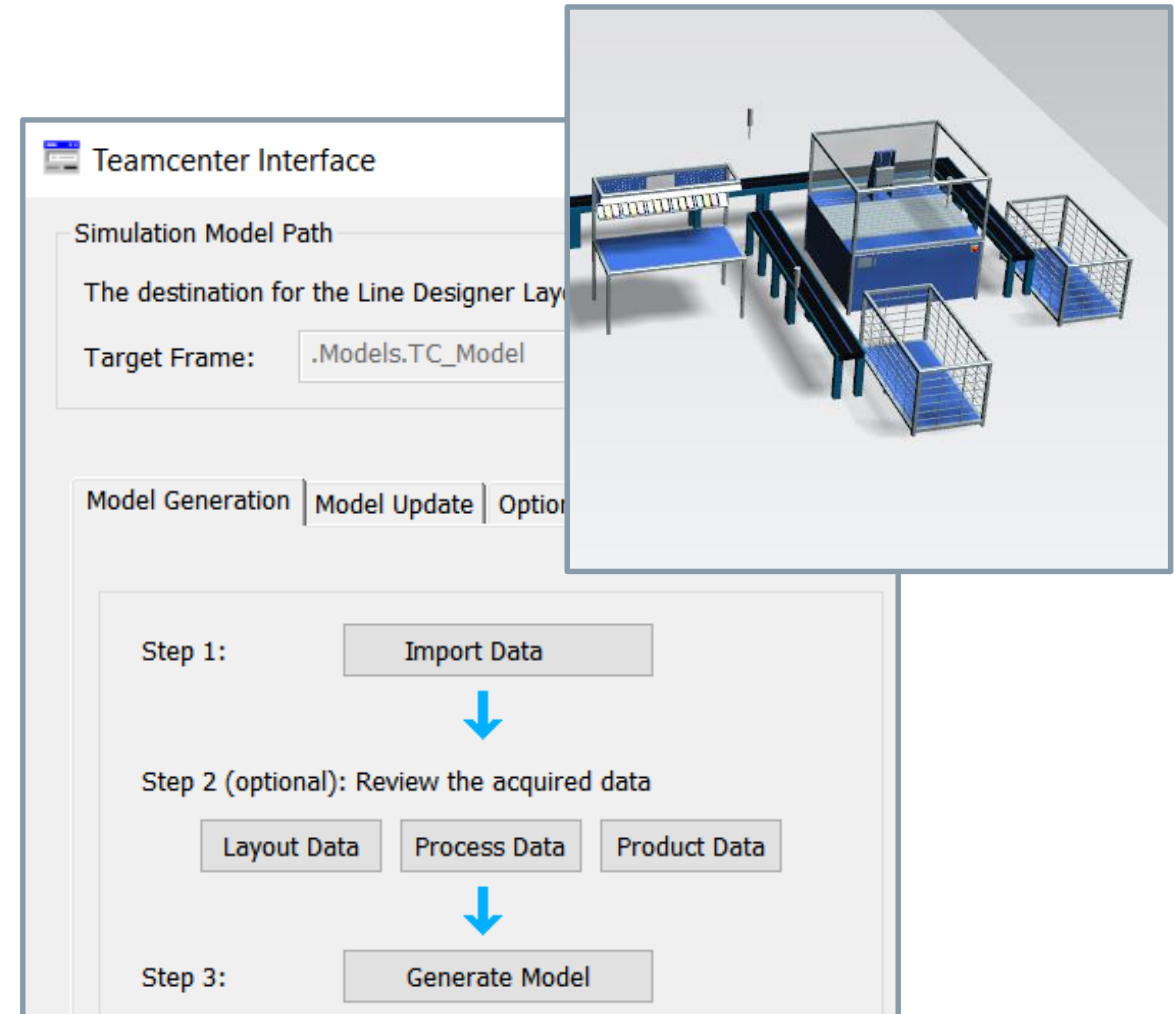 Teamcenter Interface
Simulation Model Path
The destination for the Line Designer
Target Frame: .Models.TC_Model
Model Generation Model Update
Step 1: Import Data
Step 2 (optional): Review the acquired data
Layout Data Process Data Product Data
Step 3: Generate Model